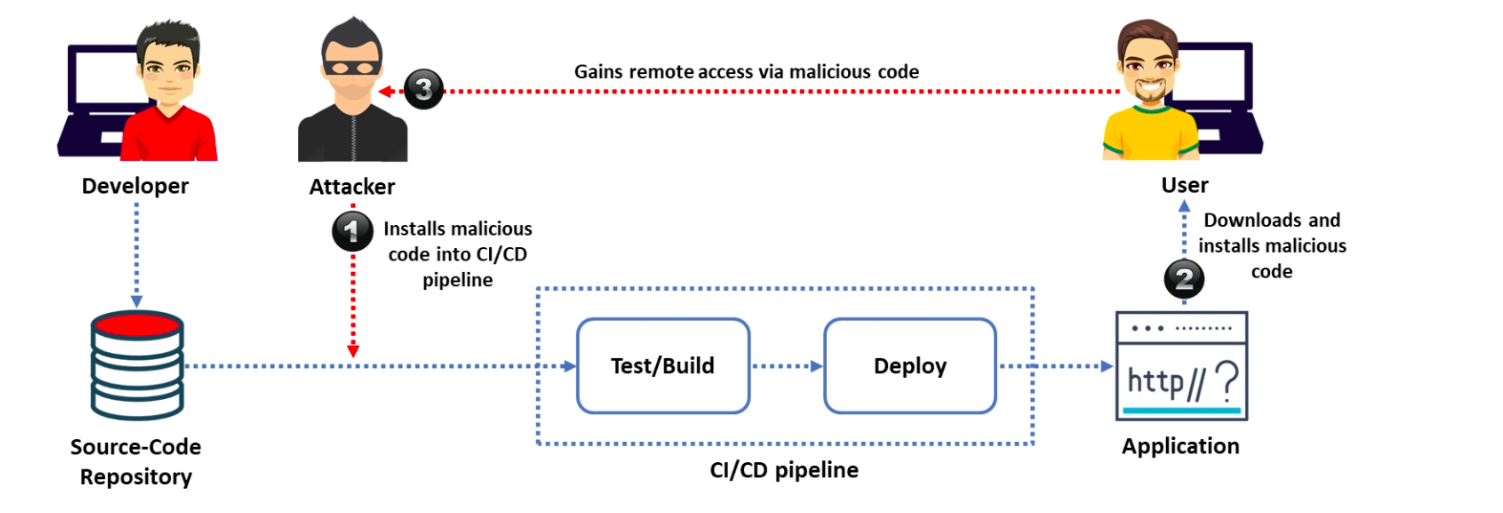 Gains remote access via malicious code
3
Developer
Attacker
User
1
Installs malicious
code into CI/CD
pipeline
Downloads and
installs malicious
code
2
Test/Build
Deploy
http//?
Source-Code
Repository
CI/CD pipeline
Application